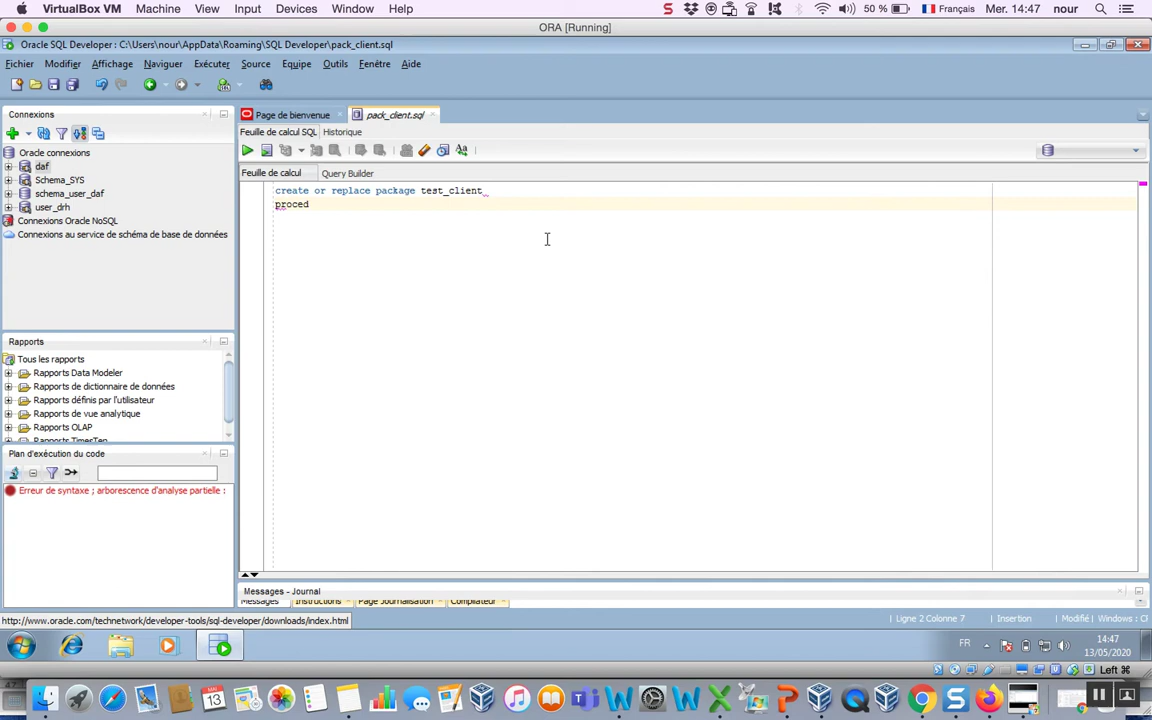 VirtualBox VM Machine View Input Devices Window Help 50 % Français Mer. 14:47 nour
ORA [Running]
Oracle SQL Developer : C:\Users\nour\AppData\Roaming\SQL Developer\pack_client.sql
Fichier Modifier Affichage Naviguer Exécuter Source Equipe Outils Fenêtre Aide
Connexions
Page de bienvenue
pack_client.sql
Feuille de calcul SQL Historique
Oracle connexions
daf
Schema_SYS
schema_user_daf
user_drh
Connexions Oracle NoSQL
Connexions au service de schéma de base de données
Feuille de calcul Query Builder
create or replace package test_client
proced
Rapports
Tous les rapports
Rapports Data Modeler
Rapports de dictionnaire de données
Rapports définis par l'utilisateur
Rapports de vue analytique
Rapports OLAP
Rapports TimesTen
Plan d'exécution du code
Erreur de syntaxe ; arborescence d'analyse partielle :
Messages - Journal
Messages Instructions Page Journalisation Compilateur
http://www.oracle.com/technetwork/developer-tools/sql-developer/downloads/index.html
Ligne 2 Colonne 7 Insertion Modifié Windows : Cl
FR 14:47
13/05/2020
Left ⌘